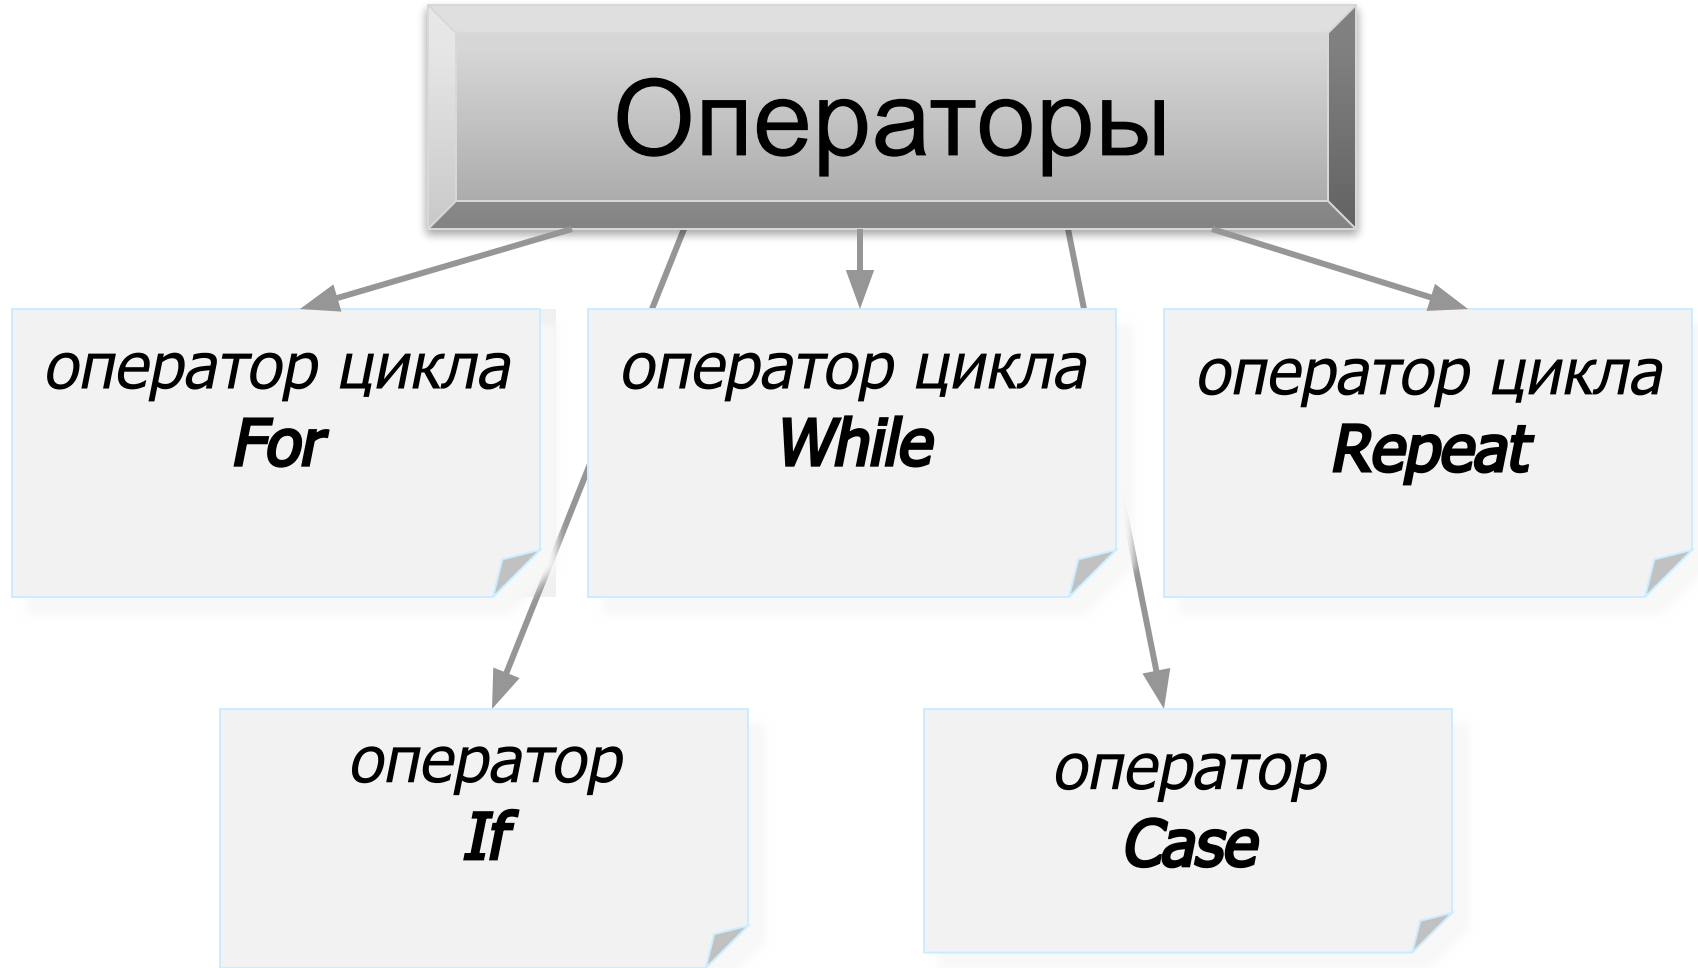 Операторы
оператор цикла
For
оператор цикла
While
оператор цикла
Repeat
оператор
If
оператор
Case